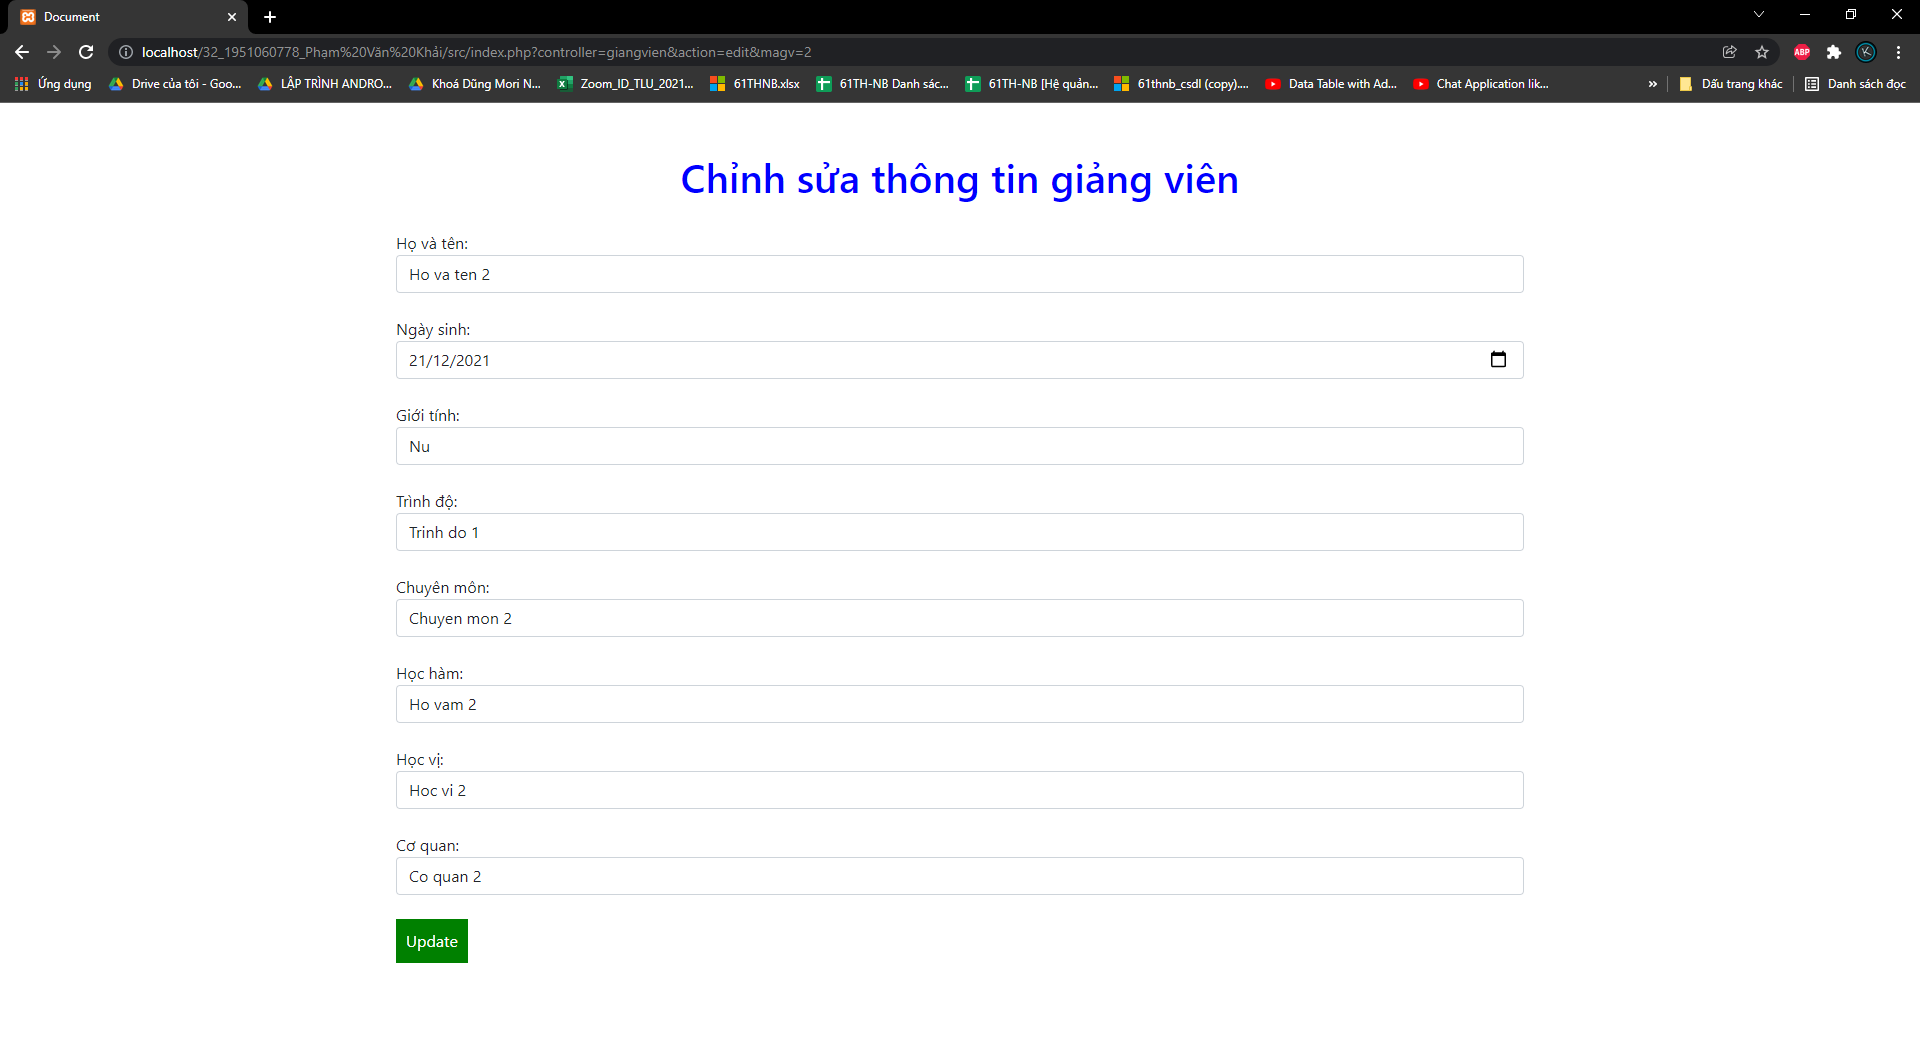 Document
localhost/32_1951060778_Phạm%20Văn%20Khải/src/index.php?controller=giangvien&action=edit&magv=2
ABP
K
Ứng dụng Drive của tôi - Goo... LẬP TRÌNH ANDRO... Khoá Dũng Mori N... Zoom_ID_TLU_2021... 61THNB.xlsx 61TH-NB Danh sác... 61TH-NB [Hệ quản... 61thnb_csdl (copy).... Data Table with Ad... Chat Application lik... » Dấu trang khác Danh sách đọc
Chỉnh sửa thông tin giảng viên
Họ và tên:
Ho va ten 2
Ngày sinh:
21/12/2021
Giới tính:
Nu
Trình độ:
Trinh do 1
Chuyên môn:
Chuyen mon 2
Học hàm:
Ho vam 2
Học vị:
Hoc vi 2
Cơ quan:
Co quan 2
Update